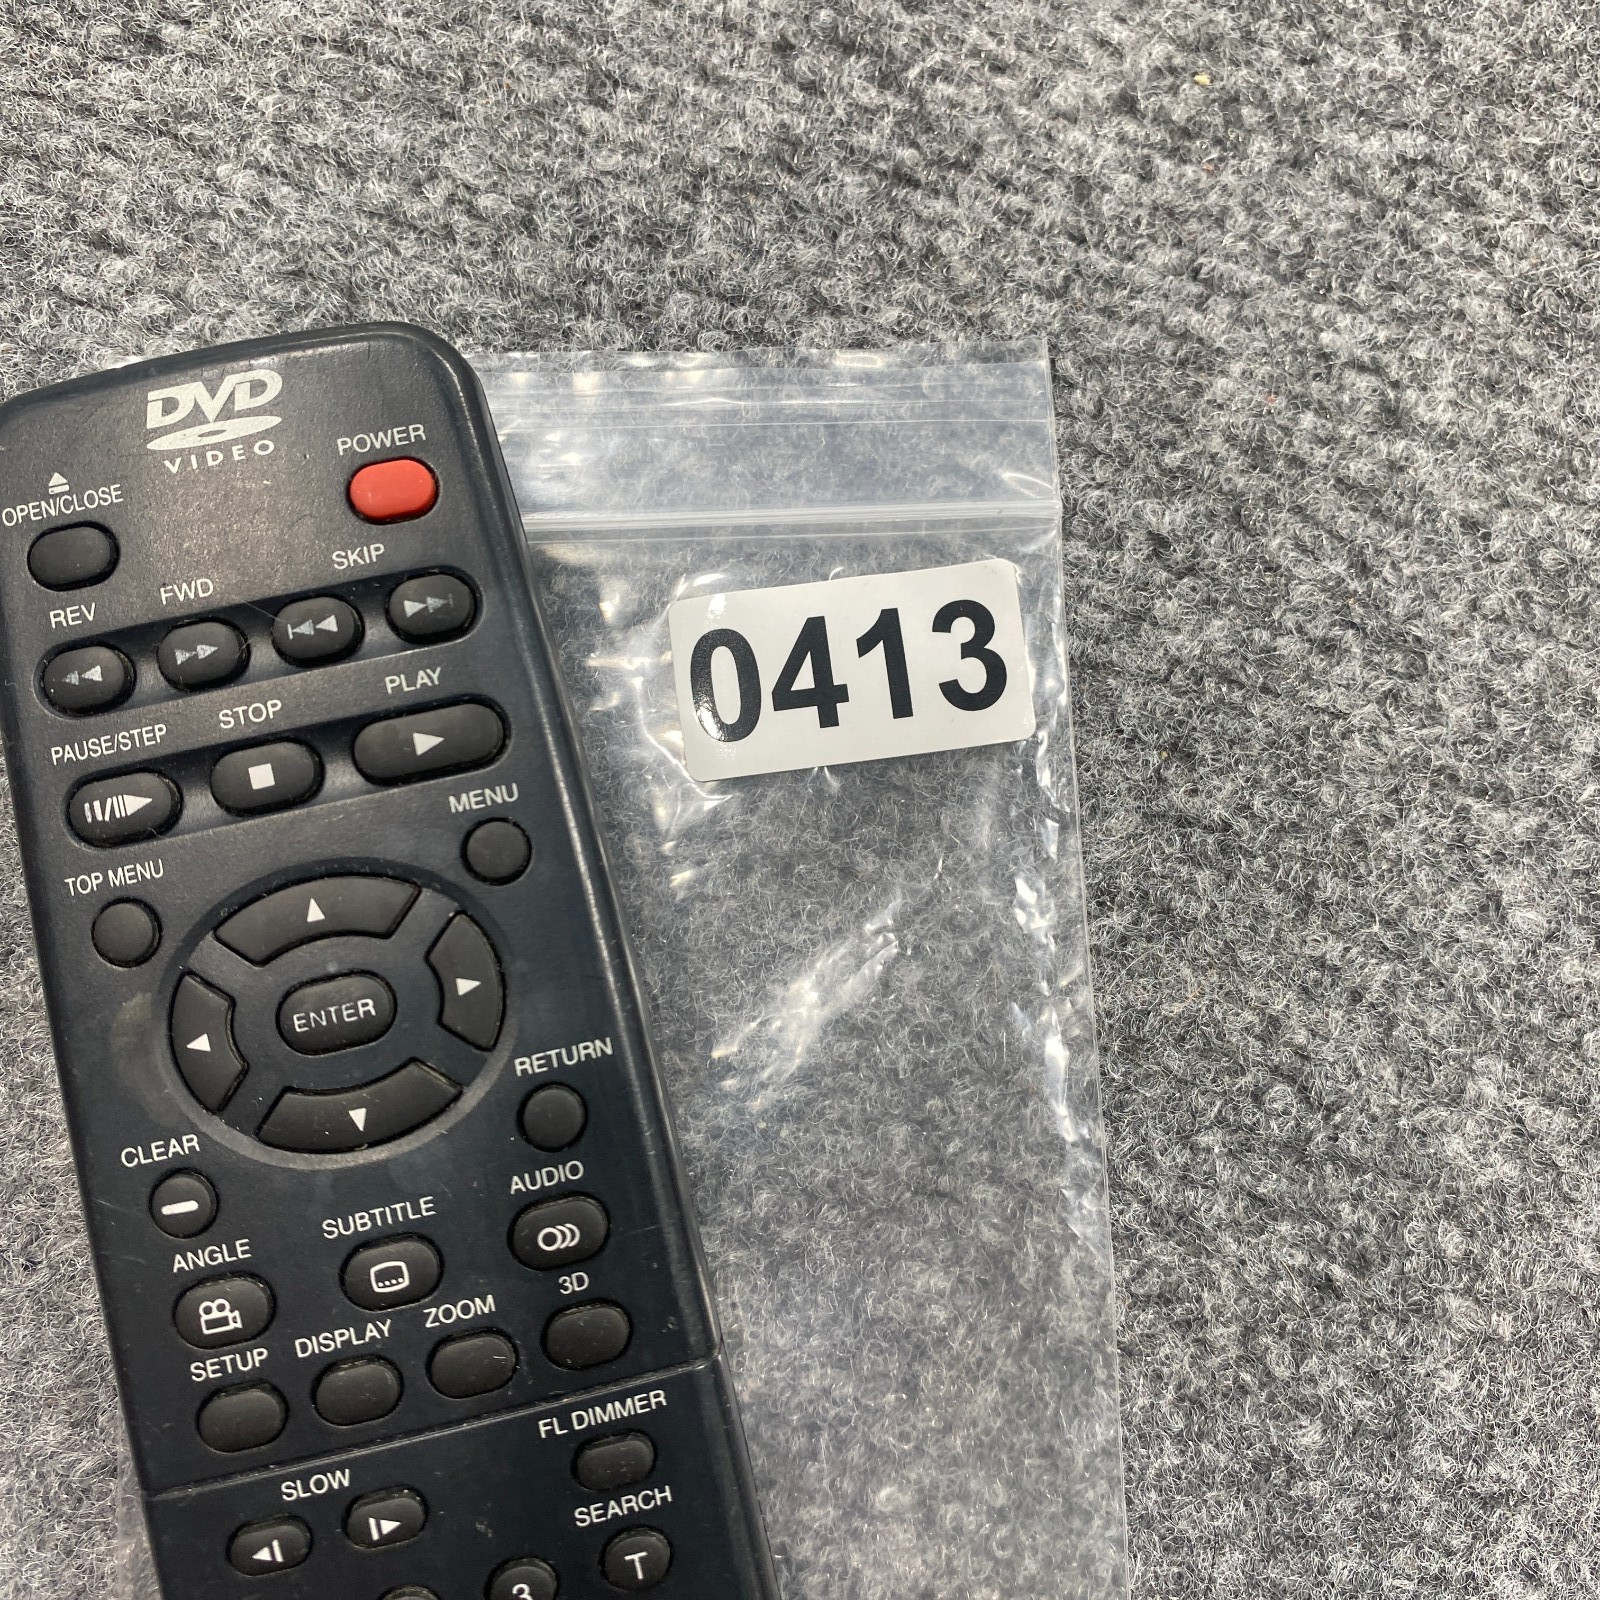 DVD
VIDEO
POWER
OPEN/CLOSE
SKIP
REV FWD
PLAY
PAUSE/STEP STOP
MENU
TOP MENU
ENTER
RETURN
CLEAR
AUDIO
SUBTITLE
ANGLE
3D
SETUP DISPLAY ZOOM
FL DIMMER
SLOW
SEARCH
T
3
0413